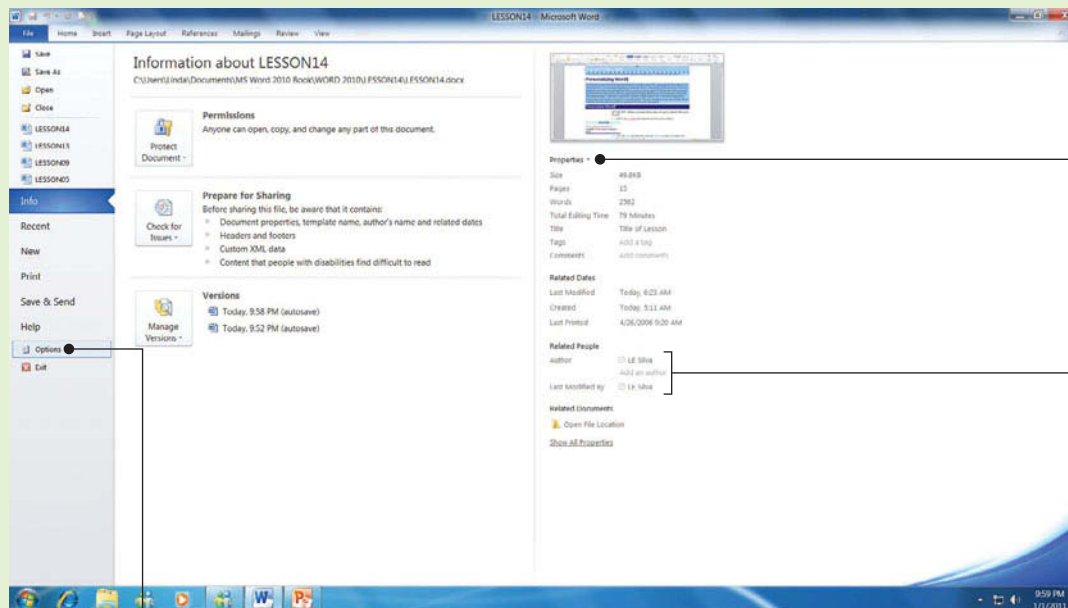 LESSON14 - Microsoft Word
File Home Insert Page Layout References Mailings Review View
Save
Save As
Open
Close
LESSON14
LESSON13
LESSON09
LESSON05
Info
Recent
New
Print
Save & Send
Help
Options
Exit
Information about LESSON14
C:\Users\Linda\Documents\MS Word 2010 Book\WORD 2010\LESSON14\LESSON14.docx
Protect
Document
Permissions
Anyone can open, copy, and change any part of this document.
Check for
Issues
Prepare for Sharing
Before sharing this file, be aware that it contains:
Document properties, template name, author's name and related dates
Headers and footers
Custom XML data
Content that people with disabilities find difficult to read
Manage
Versions
Versions
Today, 9:58 PM (autosave)
Today, 9:52 PM (autosave)
Personalizing Word
Properties
Size 49.8KB
Pages 15
Words 2362
Total Editing Time 79 Minutes
Title Title of Lesson
Tags Add a tag
Comments Add comments
Related Dates
Last Modified Today, 6:23 AM
Created Today, 5:11 AM
Last Printed 4/26/2006 9:20 AM
Related People
Author LE Silva
Add an author
Last Modified by LE Silva
Related Documents
Open File Location
Show All Properties
9:59 PM
1/1/2011